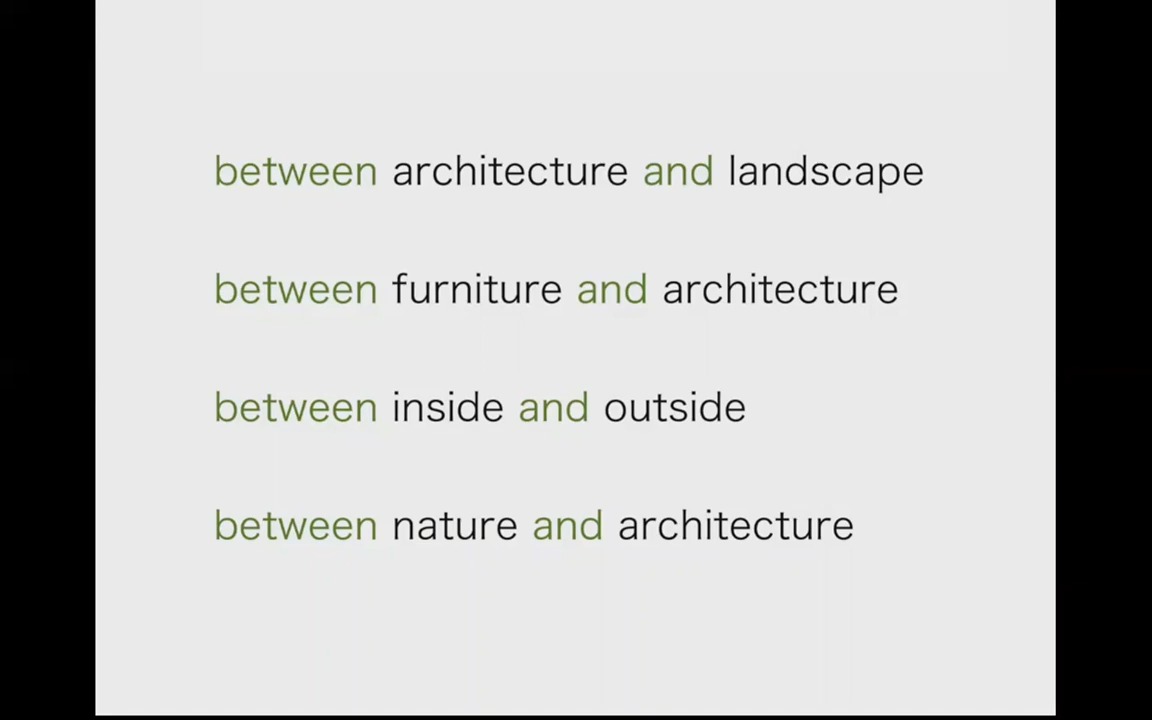 between architecture and landscape
between furniture and architecture
between inside and outside
between nature and architecture